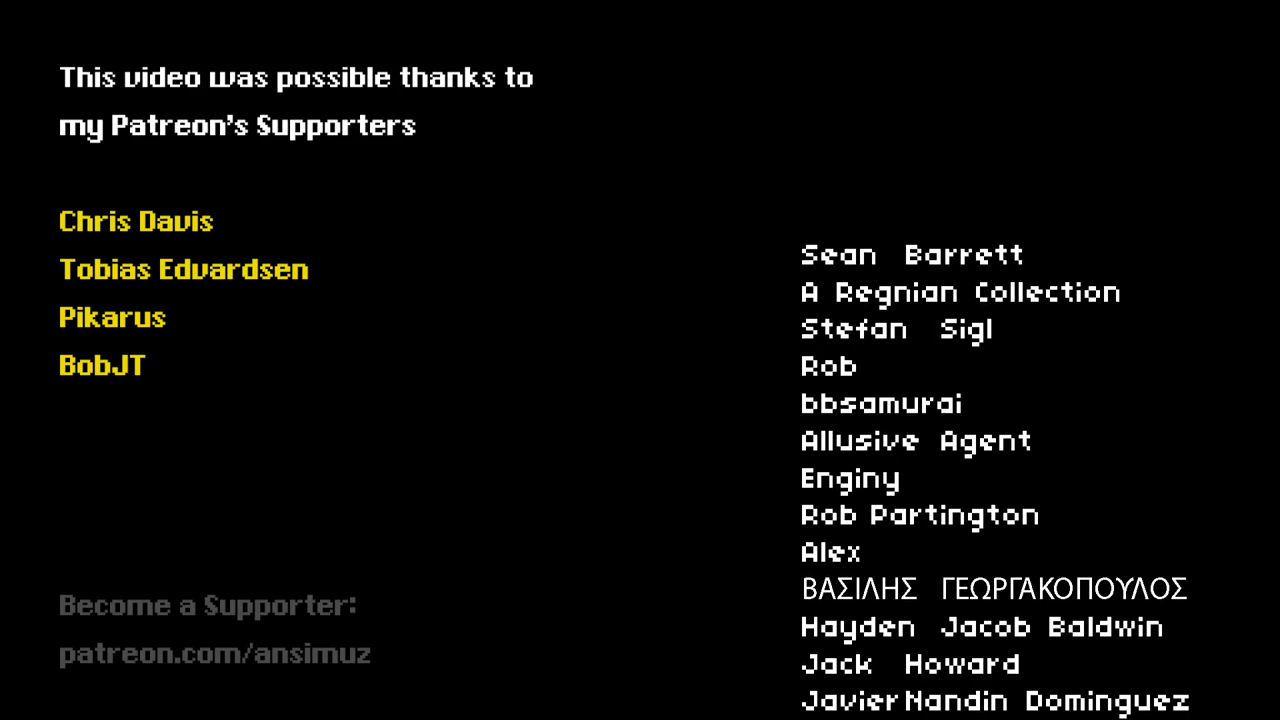 This video was possible thanks to
my Patreon's Supporters
Chris Davis
Tobias Edvardsen
Pikarus
BobJT
Become a Supporter:
patreon.com/ansimuz
Sean Barrett
A Regnian Collection
Stefan Sigl
Rob
bbsamurai
Allusive Agent
Enginy
Rob Partington
Alex
ΒΑΣΙΛΗΣ ΓΕΩΡΓΑΚΟΠΟΥΛΟΣ
Hayden Jacob Baldwin
Jack Howard
Javier Nandin Dominguez